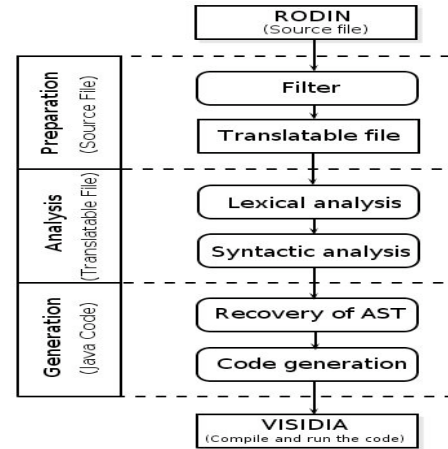 RODIN
(Source file)
Filter
Translatable file
Lexical analysis
Syntactic analysis
Recovery of AST
Code generation
VISIDIA
(Compile and run the code)
Preparation
(Source File)
Analysis
(Translatable File)
Generation
(Java Code)